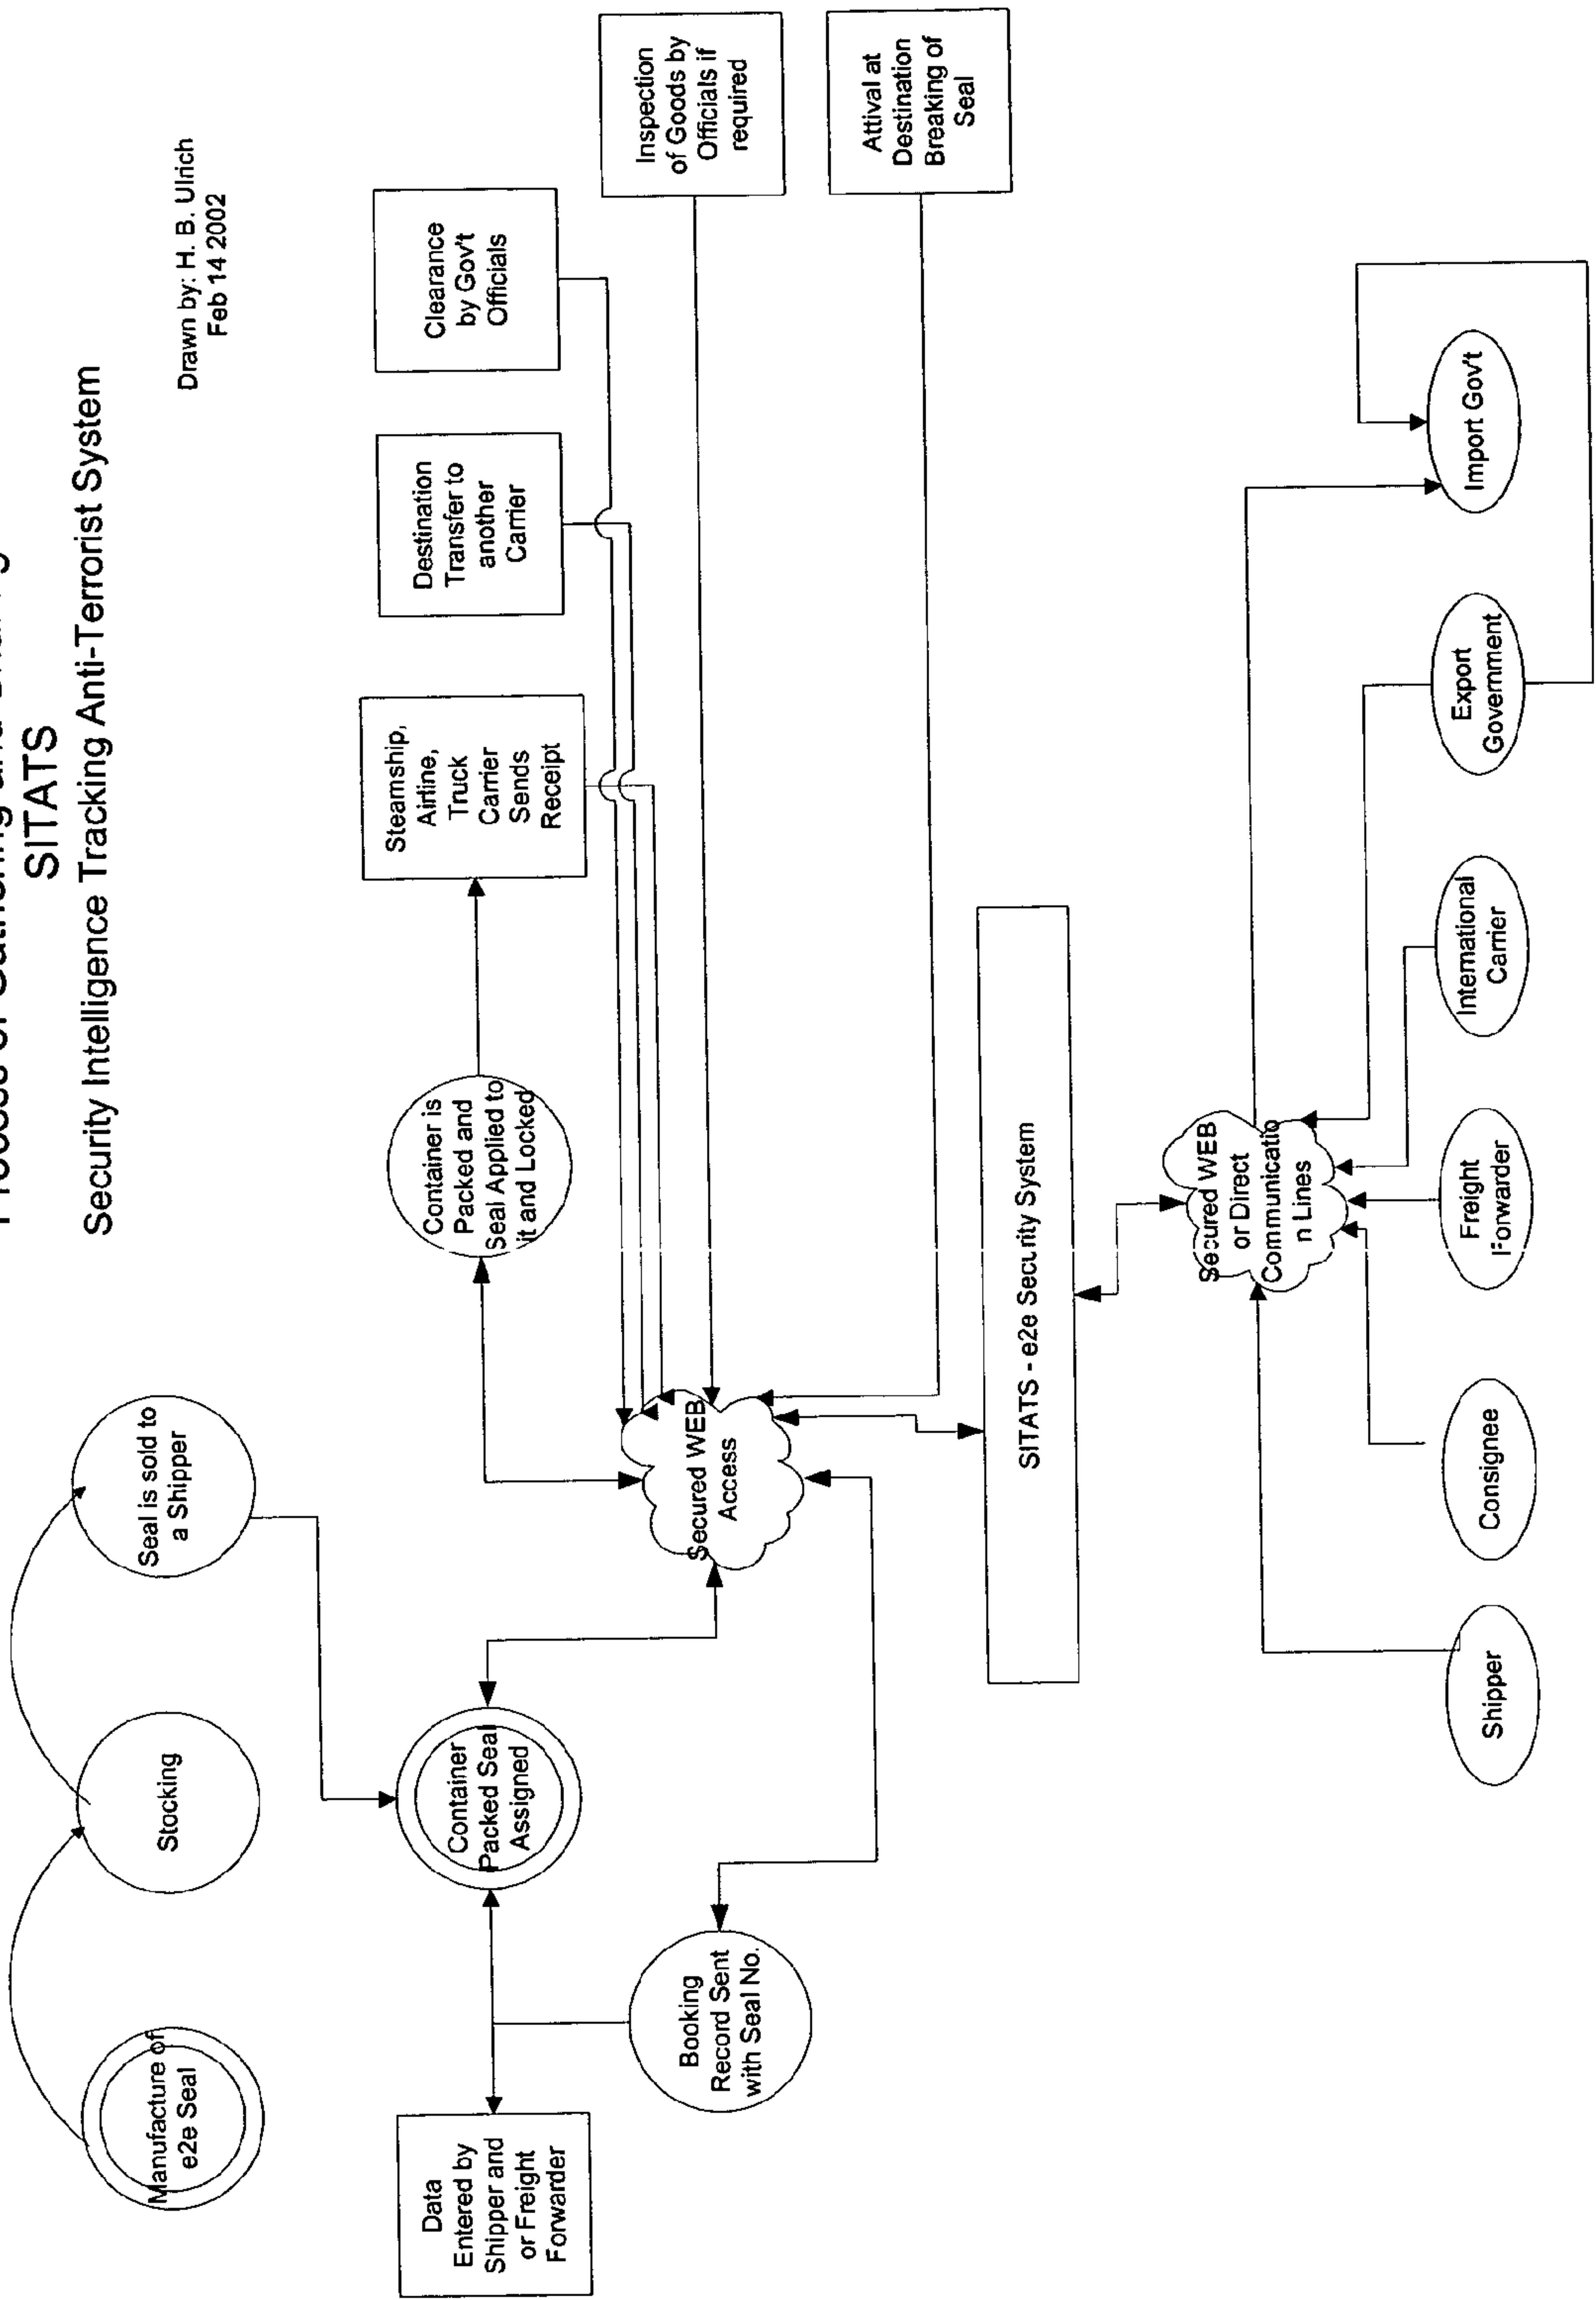 SITATS
Security Intelligence Tracking Anti-Terrorist System
Drawn by: H. B. Ulrich
Feb 14 2002
Manufacture of
e2e Seal
Stocking
Seal is sold to
a Shipper
Data
Entered by
Shipper and
or Freight
Forwarder
Container
Packed Seal
Assigned
Container is
Packed and
Seal Applied to
it and Locked
Steamship,
Airline,
Truck
Carrier
Sends
Receipt
Destination
Transfer to
another
Carrier
Clearance
by Gov't
Officials
Inspection
of Goods by
Officials if
required
Booking
Record Sent
with Seal No.
Secured WEB
Access
Attival at
Destination
Breaking of
Seal
SITATS - e2e Security System
Secured WEB
or Direct
Communicatio
n Lines
Shipper
Consignee
Freight
Forwarder
International
Carrier
Export
Government
Import Gov't